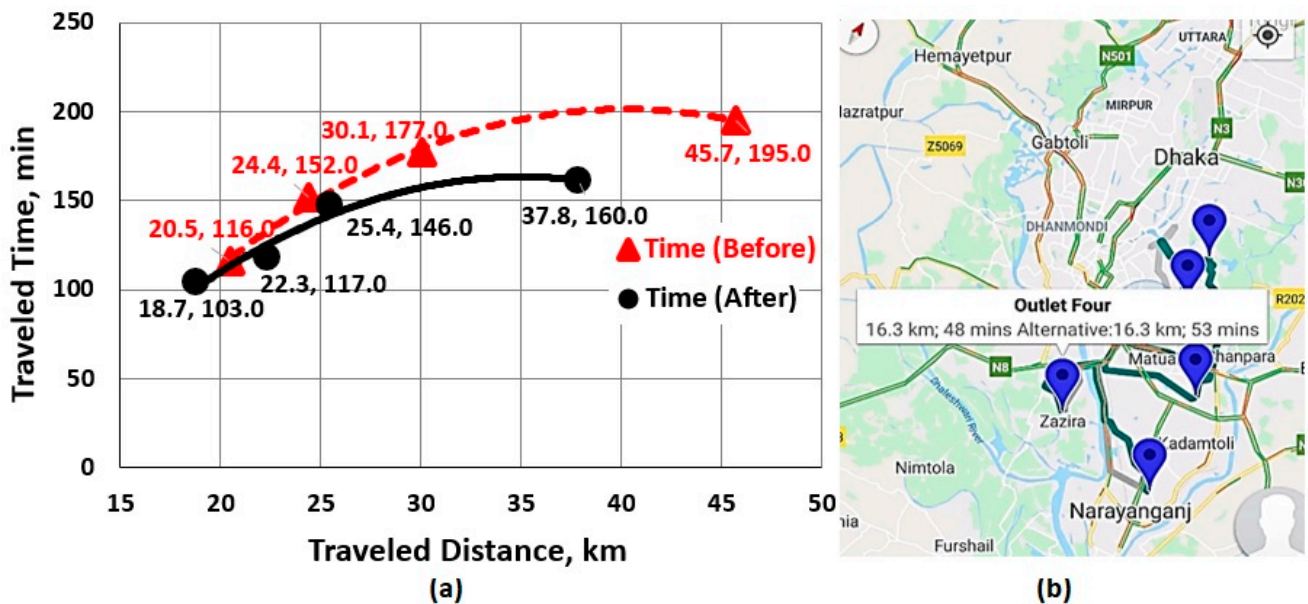 250
200
150
100
50
0
Traveled Time, min
15 20 25 30 35 40 45 50
Traveled Distance, km
30.1, 177.0
24.4, 152.0
20.5, 116.0
45.7, 195.0
25.4, 146.0
37.8, 160.0
22.3, 117.0
18.7, 103.0
Time (Before)
Time (After)
(a)
UTTARA
Hemayetpur
N501
MIRPUR
N3
Gabtoli
Z5069
Dhaka
DHANMONDI
R202
Outlet Four
16.3 km; 48 mins Alternative:16.3 km; 53 mins
N8
Matua
hanpara
Dhaleshwari River
Zazira
Kadamtoli
Nimtola
Narayanganj
Furshail
(b)